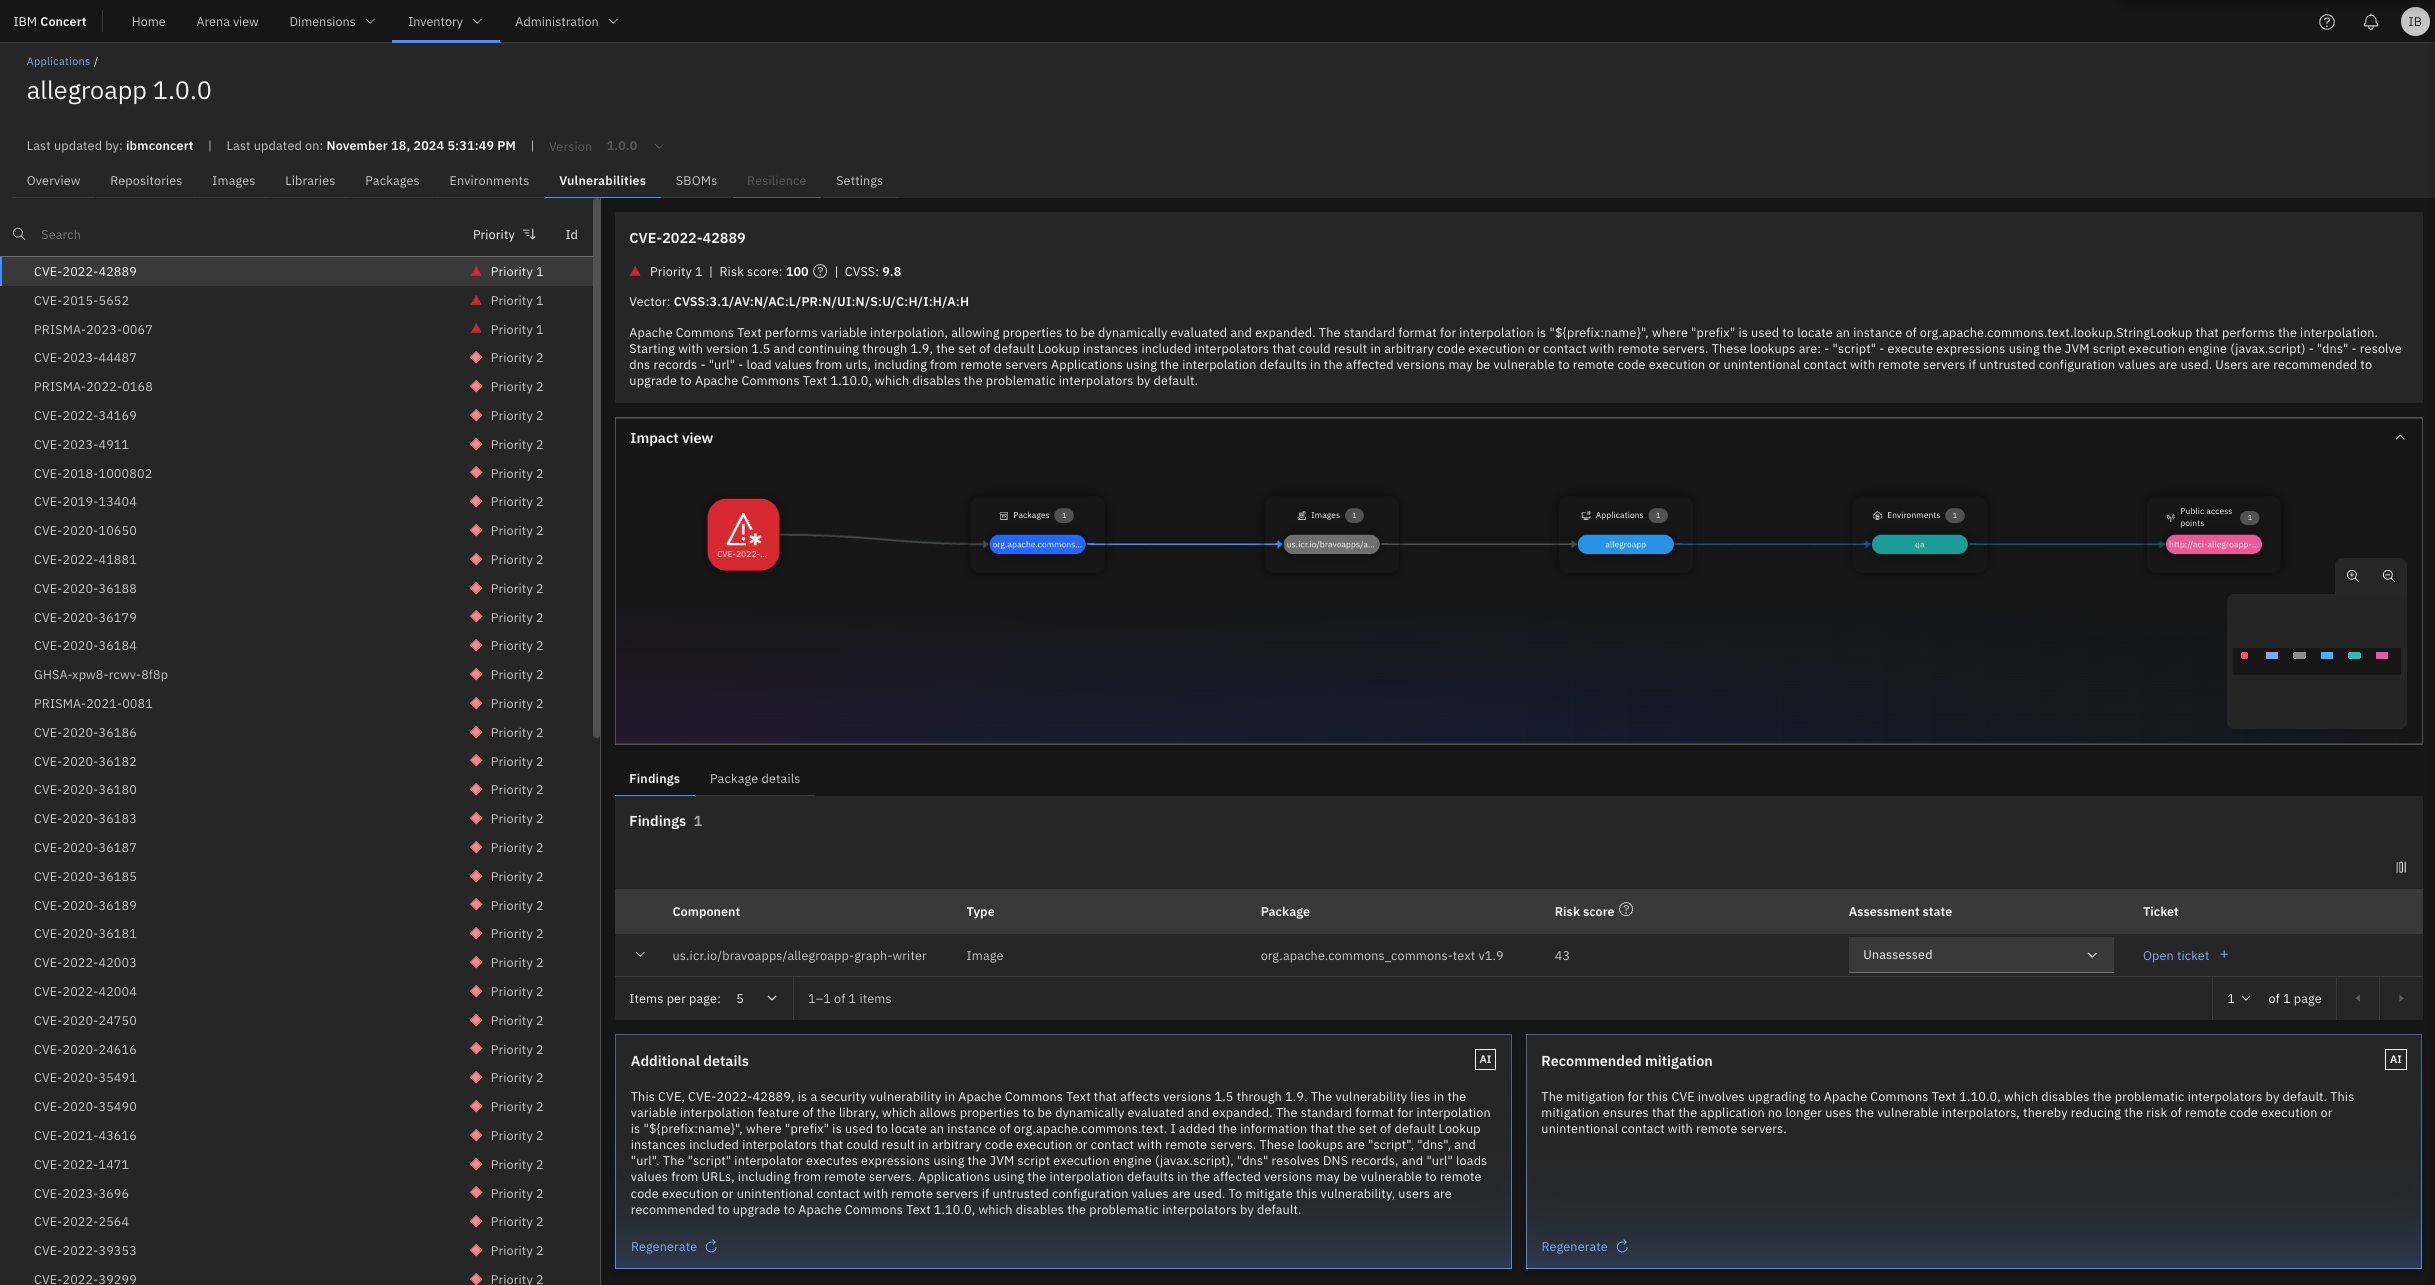 IBM Concert
Home
Arena view
Dimensions
Inventory
Administration
IB
Applications /
allegroapp 1.0.0
Last updated by: ibmconcert | Last updated on: November 18, 2024 5:31:49 PM | Version 1.0.0
Overview
Repositories
Images
Libraries
Packages
Environments
Vulnerabilities
SBOMs
Resilience
Settings
Search
Priority
Id
CVE-2022-42889 Priority 1
CVE-2015-5652 Priority 1
PRISMA-2023-0067 Priority 1
CVE-2023-44487 Priority 2
PRISMA-2022-0168 Priority 2
CVE-2022-34169 Priority 2
CVE-2023-4911 Priority 2
CVE-2018-1000802 Priority 2
CVE-2019-13404 Priority 2
CVE-2020-10650 Priority 2
CVE-2022-41881 Priority 2
CVE-2020-36188 Priority 2
CVE-2020-36179 Priority 2
CVE-2020-36184 Priority 2
GHSA-xpw8-rcwv-8f8p Priority 2
PRISMA-2021-0081 Priority 2
CVE-2020-36186 Priority 2
CVE-2020-36182 Priority 2
CVE-2020-36180 Priority 2
CVE-2020-36183 Priority 2
CVE-2020-36187 Priority 2
CVE-2020-36185 Priority 2
CVE-2020-36189 Priority 2
CVE-2020-36181 Priority 2
CVE-2022-42003 Priority 2
CVE-2022-42004 Priority 2
CVE-2020-24750 Priority 2
CVE-2020-24616 Priority 2
CVE-2020-35491 Priority 2
CVE-2020-35490 Priority 2
CVE-2021-43616 Priority 2
CVE-2022-1471 Priority 2
CVE-2023-3696 Priority 2
CVE-2022-2564 Priority 2
CVE-2022-39353 Priority 2
CVE-2022-39299 Priority 2
CVE-2022-42889
Priority 1 | Risk score: 100 | CVSS: 9.8
Vector: CVSS:3.1/AV:N/AC:L/PR:N/UI:N/S:U/C:H/I:H/A:H
Apache Commons Text performs variable interpolation, allowing properties to be dynamically evaluated and expanded. The standard format for interpolation is "${prefix:name}", where "prefix" is used to locate an instance of org.apache.commons.text.lookup.StringLookup that performs the interpolation.
Starting with version 1.5 and continuing through 1.9, the set of default Lookup instances included interpolators that could result in arbitrary code execution or contact with remote servers. These lookups are: - "script" - execute expressions using the JVM script execution engine (javax.script) - "dns" - resolve
dns records - "url" - load values from urls, including from remote servers Applications using the interpolation defaults in the affected versions may be vulnerable to remote code execution or unintentional contact with remote servers if untrusted configuration values are used. Users are recommended to
upgrade to Apache Commons Text 1.10.0, which disables the problematic interpolators by default.
Impact view
CVE-2022-...
Packages 1
org.apache.commons...
Images 1
us.icr.io/bravoapps/a...
Applications 1
allegroapp
Environments 1
qa
Public access
points 1
http://aci-allegroapp-...
Findings
Package details
Findings 1
Component
Type
Package
Risk score
Assessment state
Ticket
us.icr.io/bravoapps/allegroapp-graph-writer
Image
org.apache.commons_commons-text v1.9
43
Unassessed
Open ticket +
Items per page: 5
1–1 of 1 items
1 of 1 page
Additional details
AI
This CVE, CVE-2022-42889, is a security vulnerability in Apache Commons Text that affects versions 1.5 through 1.9. The vulnerability lies in the
variable interpolation feature of the library, which allows properties to be dynamically evaluated and expanded. The standard format for interpolation
is "${prefix:name}", where "prefix" is used to locate an instance of org.apache.commons.text. I added the information that the set of default Lookup
instances included interpolators that could result in arbitrary code execution or contact with remote servers. These lookups are "script", "dns", and
"url". The "script" interpolator executes expressions using the JVM script execution engine (javax.script), "dns" resolves DNS records, and "url" loads
values from URLs, including from remote servers. Applications using the interpolation defaults in the affected versions may be vulnerable to remote
code execution or unintentional contact with remote servers if untrusted configuration values are used. To mitigate this vulnerability, users are
recommended to upgrade to Apache Commons Text 1.10.0, which disables the problematic interpolators by default.
Regenerate
Recommended mitigation
AI
The mitigation for this CVE involves upgrading to Apache Commons Text 1.10.0, which disables the problematic interpolators by default. This
mitigation ensures that the application no longer uses the vulnerable interpolators, thereby reducing the risk of remote code execution or
unintentional contact with remote servers.
Regenerate